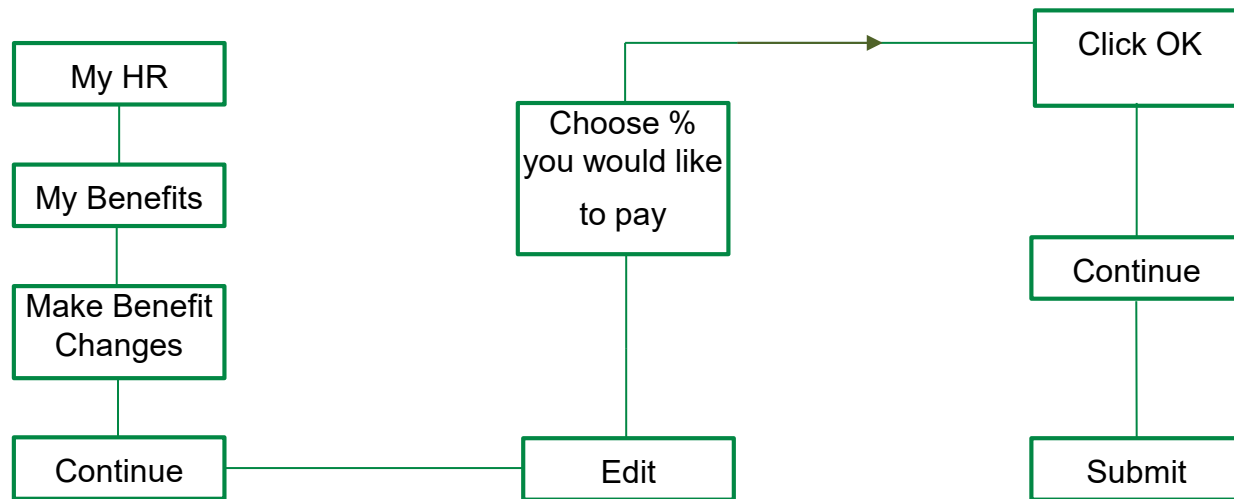 My HR
My Benefits
Make Benefit
Changes
Continue
Edit
Choose %
you would like
to pay
Click OK
Continue
Submit